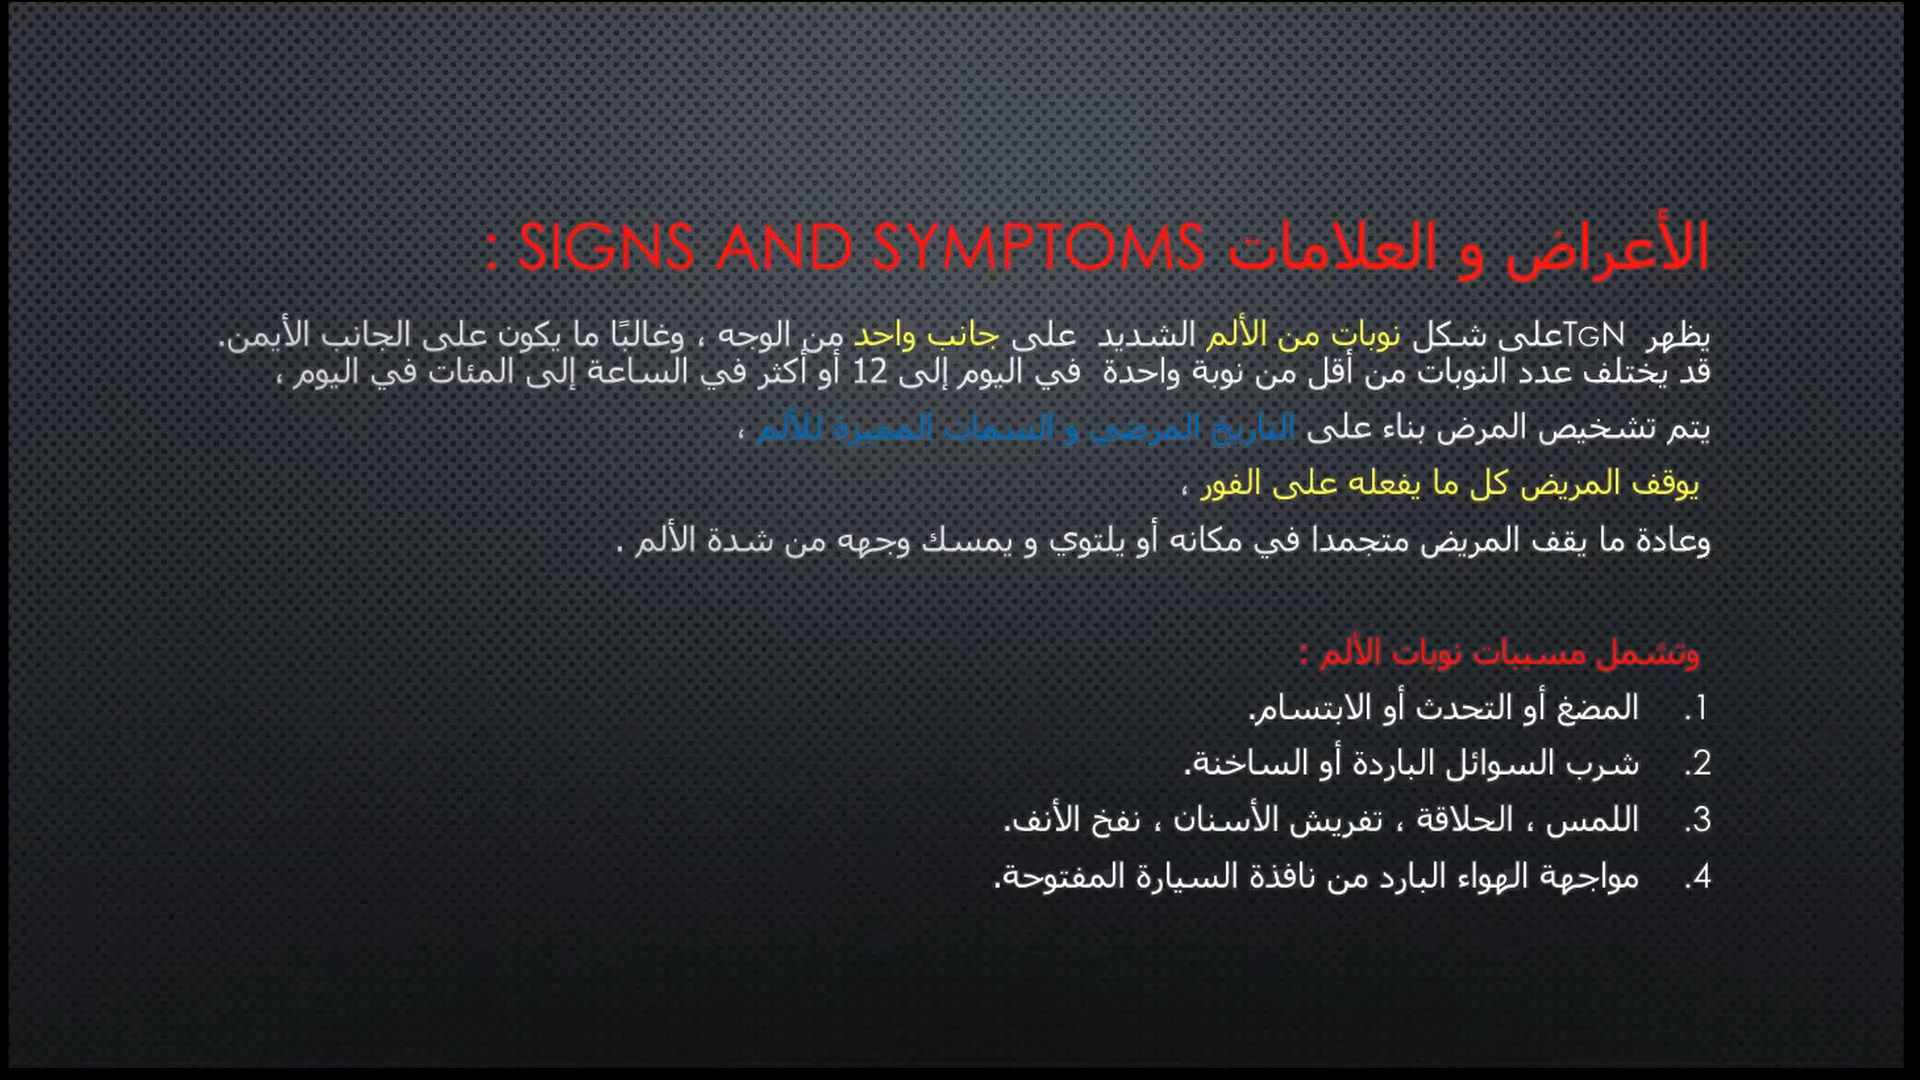 الأعراض و العلامات SIGNS AND SYMPTOMS :
يظهر TGNعلى شكل نوبات من الألم الشديد على جانب واحد من الوجه ، وغالبًا ما يكون على الجانب الأيمن.
قد يختلف عدد النوبات من أقل من نوبة واحدة في اليوم إلى 12 أو أكثر في الساعة إلى المئات في اليوم ،
يتم تشخيص المرض بناء على التاريخ المرضي و السمات المميزة للألم ،
يوقف المريض كل ما يفعله على الفور ،
وعادة ما يقف المريض متجمدا في مكانه أو يلتوي و يمسك وجهه من شدة الألم .
وتشمل مسببات نوبات الألم :
1. المضغ أو التحدث أو الابتسام.
2. شرب السوائل الباردة أو الساخنة.
3. اللمس ، الحلاقة ، تفريش الأسنان ، نفخ الأنف.
4. مواجهة الهواء البارد من نافذة السيارة المفتوحة.